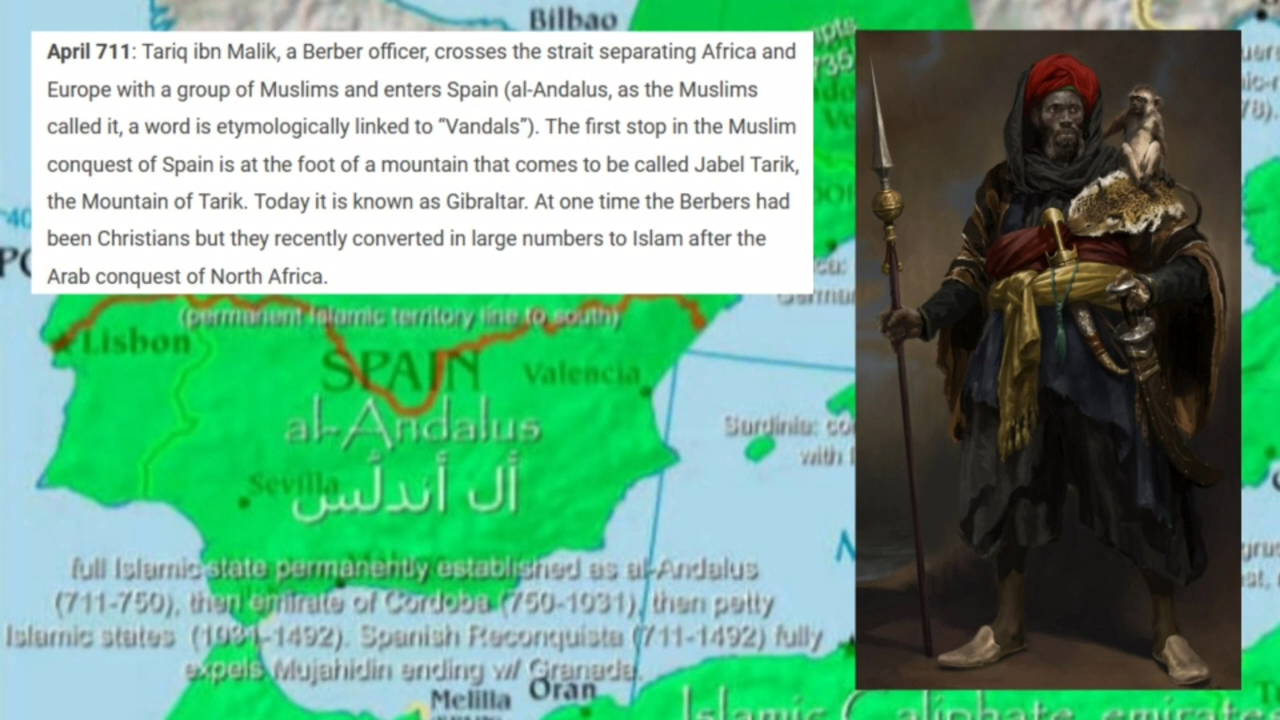 Bilbao
April 711: Tariq ibn Malik, a Berber officer, crosses the strait separating Africa and
Europe with a group of Muslims and enters Spain (al-Andalus, as the Muslims
called it, a word is etymologically linked to “Vandals”). The first stop in the Muslim
conquest of Spain is at the foot of a mountain that comes to be called Jabel Tarik,
the Mountain of Tarik. Today it is known as Gibraltar. At one time the Berbers had
been Christians but they recently converted in large numbers to Islam after the
Arab conquest of North Africa.
(permanent Islamic territory line to south)
Lisbon
SPAIN
Valencia
al-Andalus
Sardinia:
with
Sevilla
أل أندلّس
full Islamic state permanently established as al-Andalus
(711-750), then emirate of Cordoba (750-1031), then petty
Islamic states (1031-1492). Spanish Reconquista (711-1492) fully
expels Mujahidin ending w/ Granada.
Melilla
Oran
Islamic Caliphate, emirates